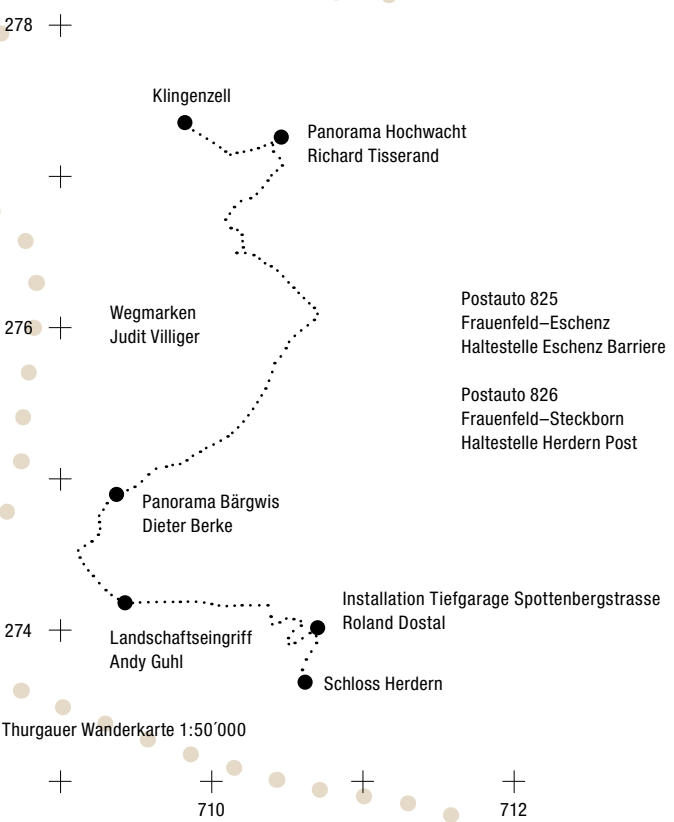 278
Klingenzell
Panorama Hochwacht
Richard Tisserand
Postauto 825
Frauenfeld–Eschenz
Haltestelle Eschenz Barriere
Wegmarken
Judit Villiger
276
Postauto 826
Frauenfeld–Steckborn
Haltestelle Herdern Post
Panorama Bärgwis
Dieter Berke
Installation Tiefgarage Spottenbergstrasse
Roland Dostal
274
Landschaftseingriff
Andy Guhl
Schloss Herdern
Thurgauer Wanderkarte 1:50´000
710
712